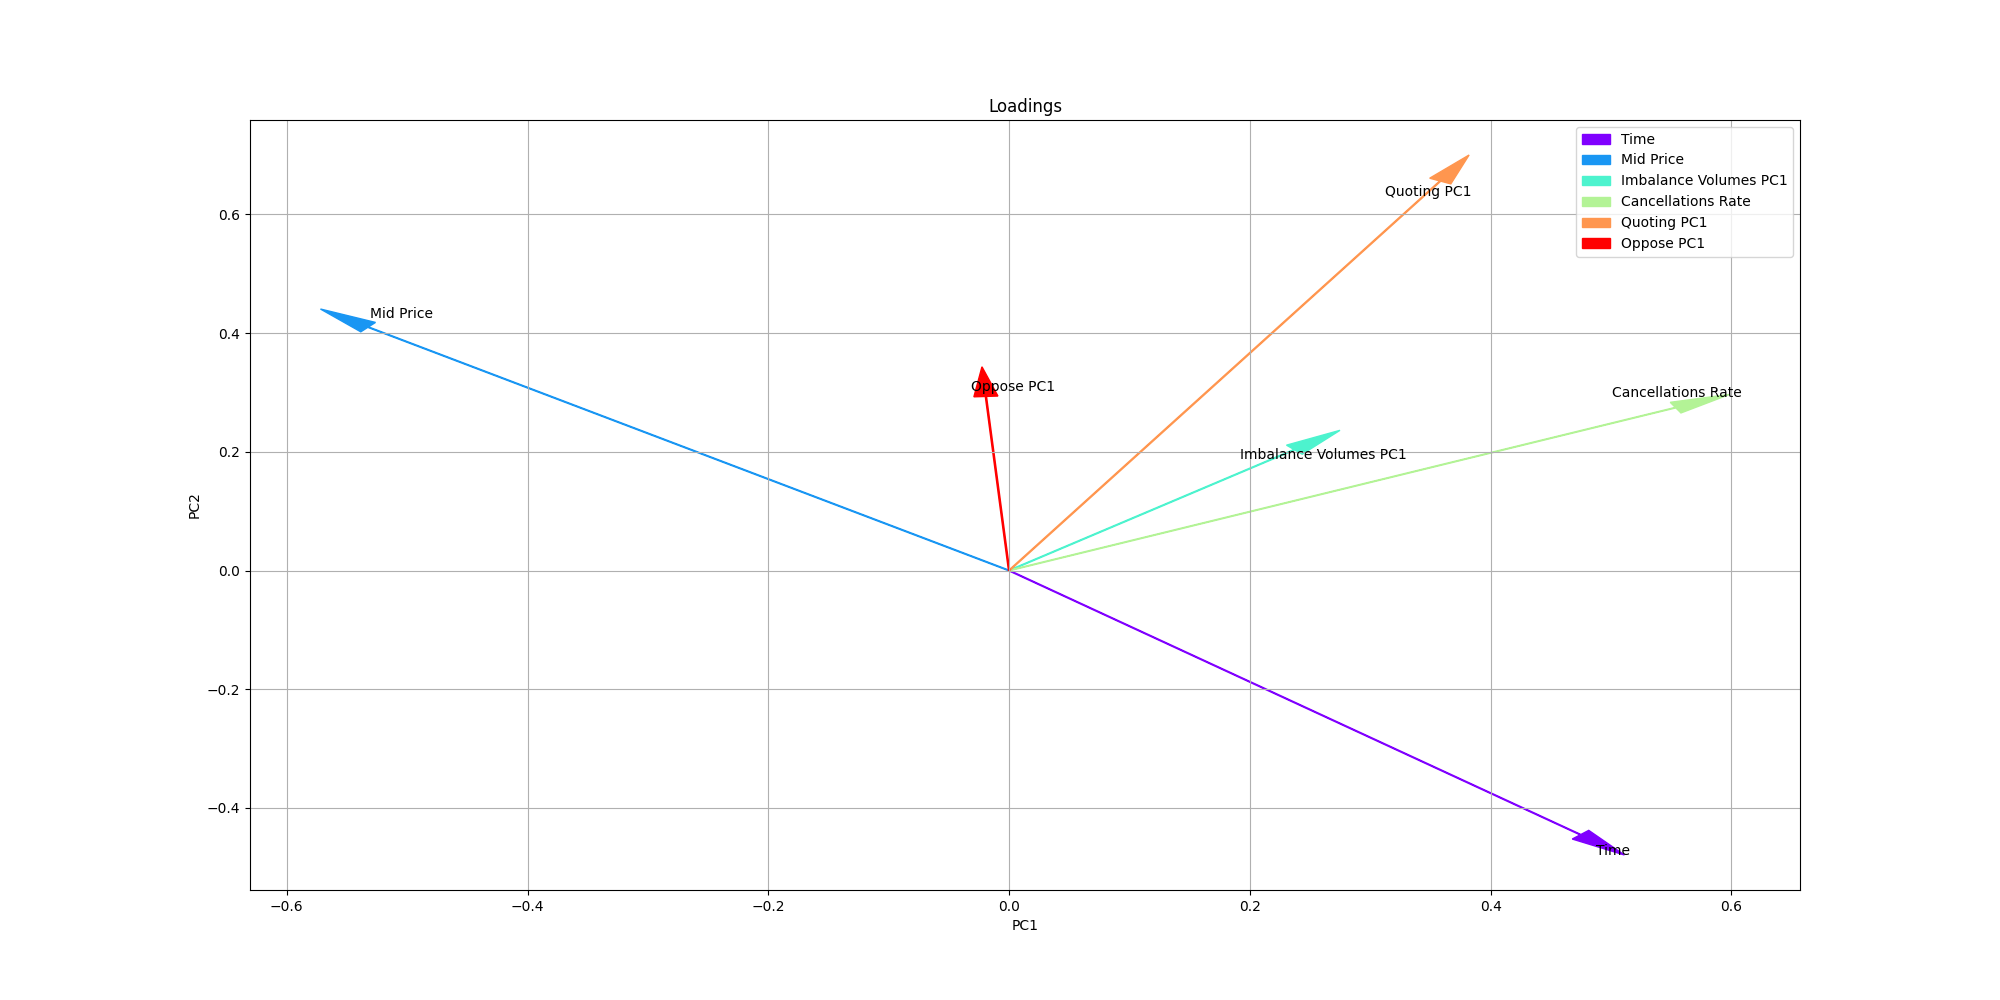 Loadings
Time
Mid Price
Imbalance Volumes PC1
Cancellations Rate
Quoting PC1
Oppose PC1
Quoting PC1
Mid Price
Oppose PC1
Cancellations Rate
Imbalance Volumes PC1
Time
0.6
0.4
0.2
0.0
−0.2
−0.4
PC2
−0.6
−0.4
−0.2
0.0
0.2
0.4
0.6
PC1